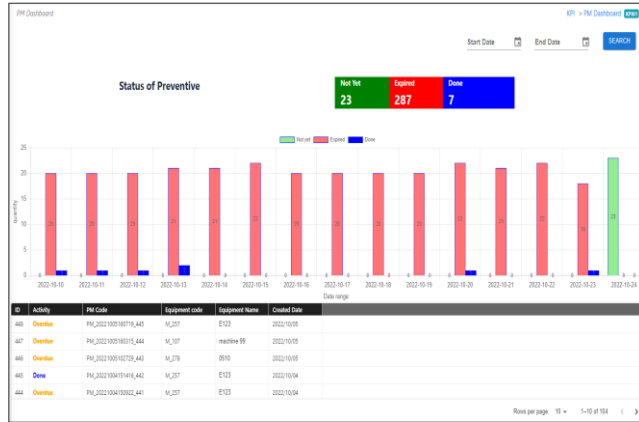 PM Dashboard
KPI > PM Dashboard
Start Date
End Date
SEARCH
Status of Preventive
Not Yet
23
Expired
287
Done
7
Not yet Expired Done
25
20
15
10
5
0
quantity
2022-10-10 2022-10-11 2022-10-12 2022-10-13 2022-10-14 2022-10-15 2022-10-16 2022-10-17 2022-10-18 2022-10-19 2022-10-20 2022-10-21 2022-10-22 2022-10-23 2022-10-24
Date range
ID Activity PM Code Equipment code Equipment Name Created Date
448 Overdue PM_20221005160719_445 M_257 E123 2022/10/05
447 Overdue PM_20221005160315_444 M_107 machine 99 2022/10/05
446 Overdue PM_20221005102729_443 M_278 0510 2022/10/05
445 Done PM_20221004151416_442 M_257 E123 2022/10/04
444 Overdue PM_20221004150922_441 M_257 E123 2022/10/04
Rows per page 10 1–10 of 104